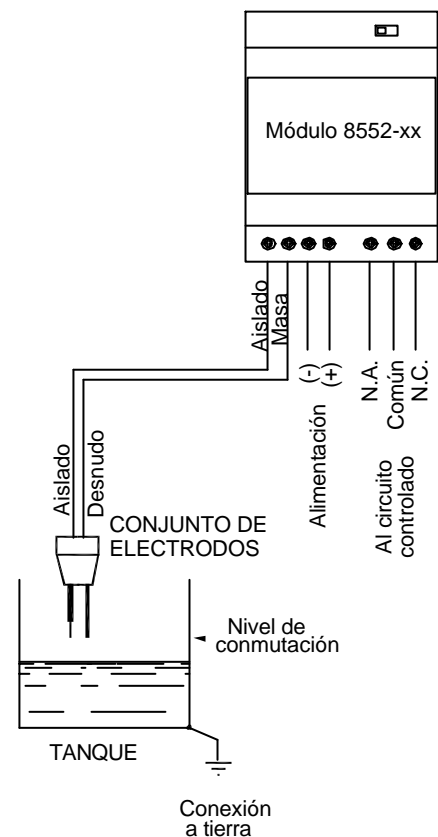 Módulo 8552-xx
Aislado
Masa
(-)
(+)
Alimentación
N.A.
Común
N.C.
Al circuito
controlado
Aislado
Desnudo
CONJUNTO DE
ELECTRODOS
Nivel de
conmutación
TANQUE
Conexión
a tierra